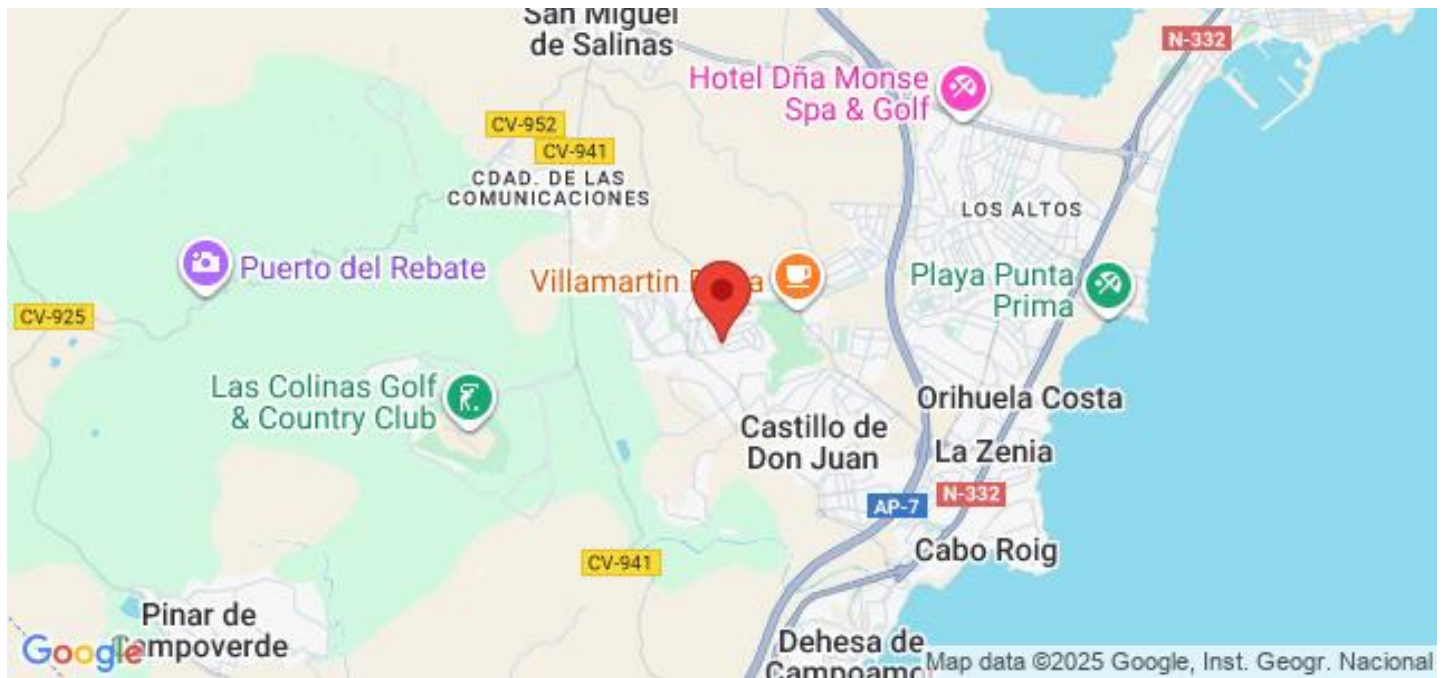 San Miguel
de Salinas
N-332
Hotel Dña Monse
Spa & Golf
CV-952
CV-941
CDAD. DE LAS
COMUNICACIONES
LOS ALTOS
Puerto del Rebate
Villamartin
Playa Punta
Prima
CV-925
Las Colinas Golf
& Country Club
Orihuela Costa
Castillo de
Don Juan
La Zenia
N-332
AP-7
Cabo Roig
CV-941
Pinar de
Campoverde
Dehesa de
Campoamor
Google
Map data ©2025 Google, Inst. Geogr. Nacional